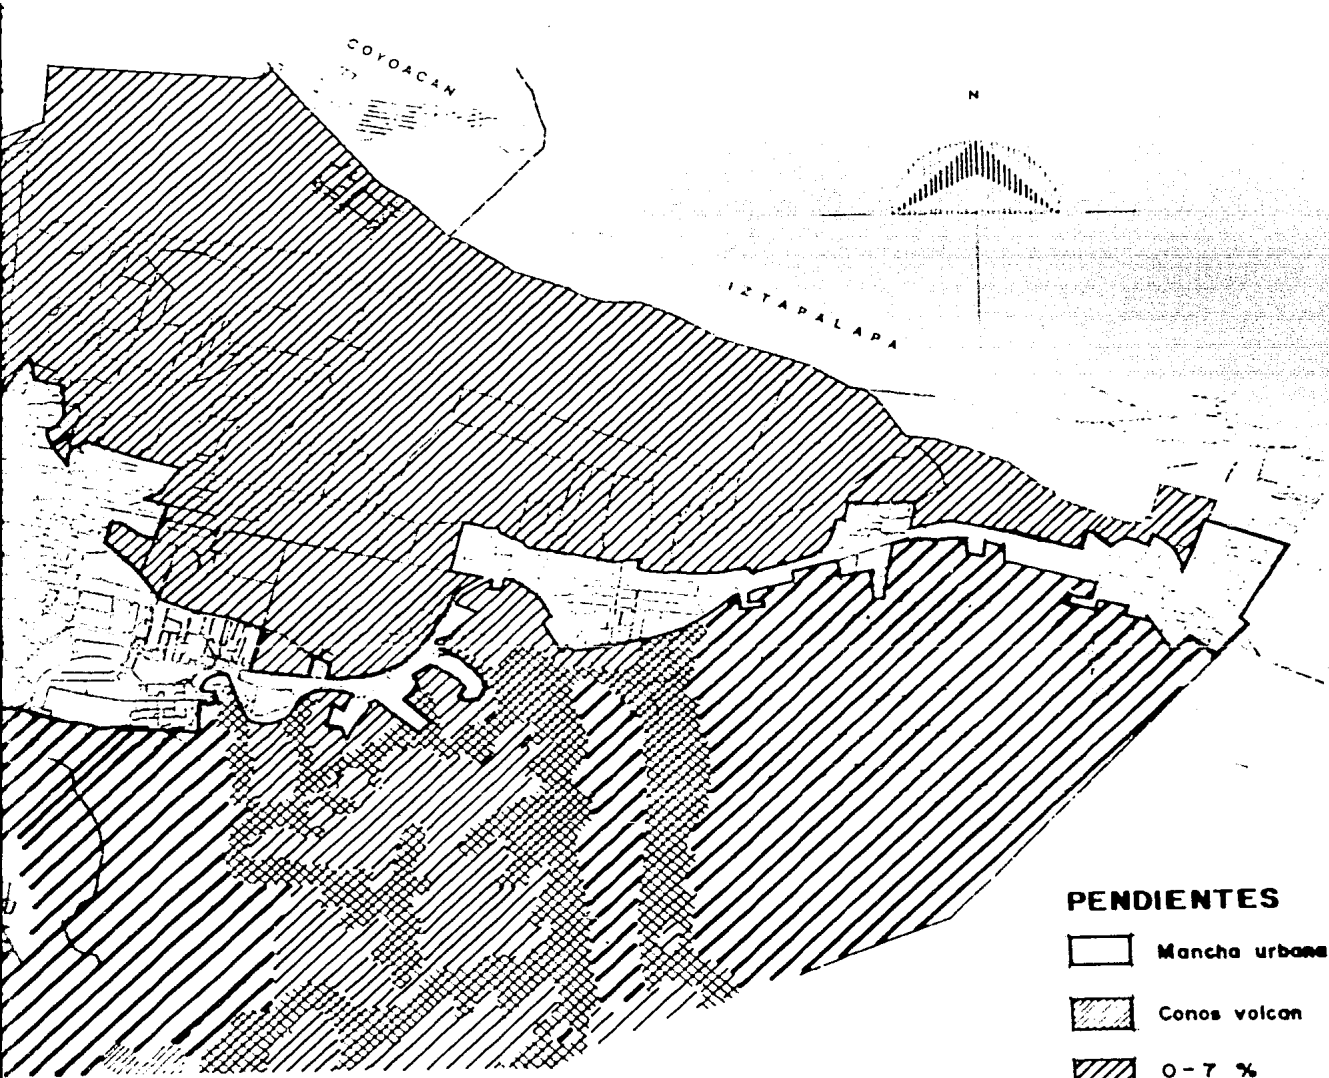 COYOACAN
N
IZTAPALAPA
PENDIENTES
Mancha urbana
Conos volcan
0-7 %